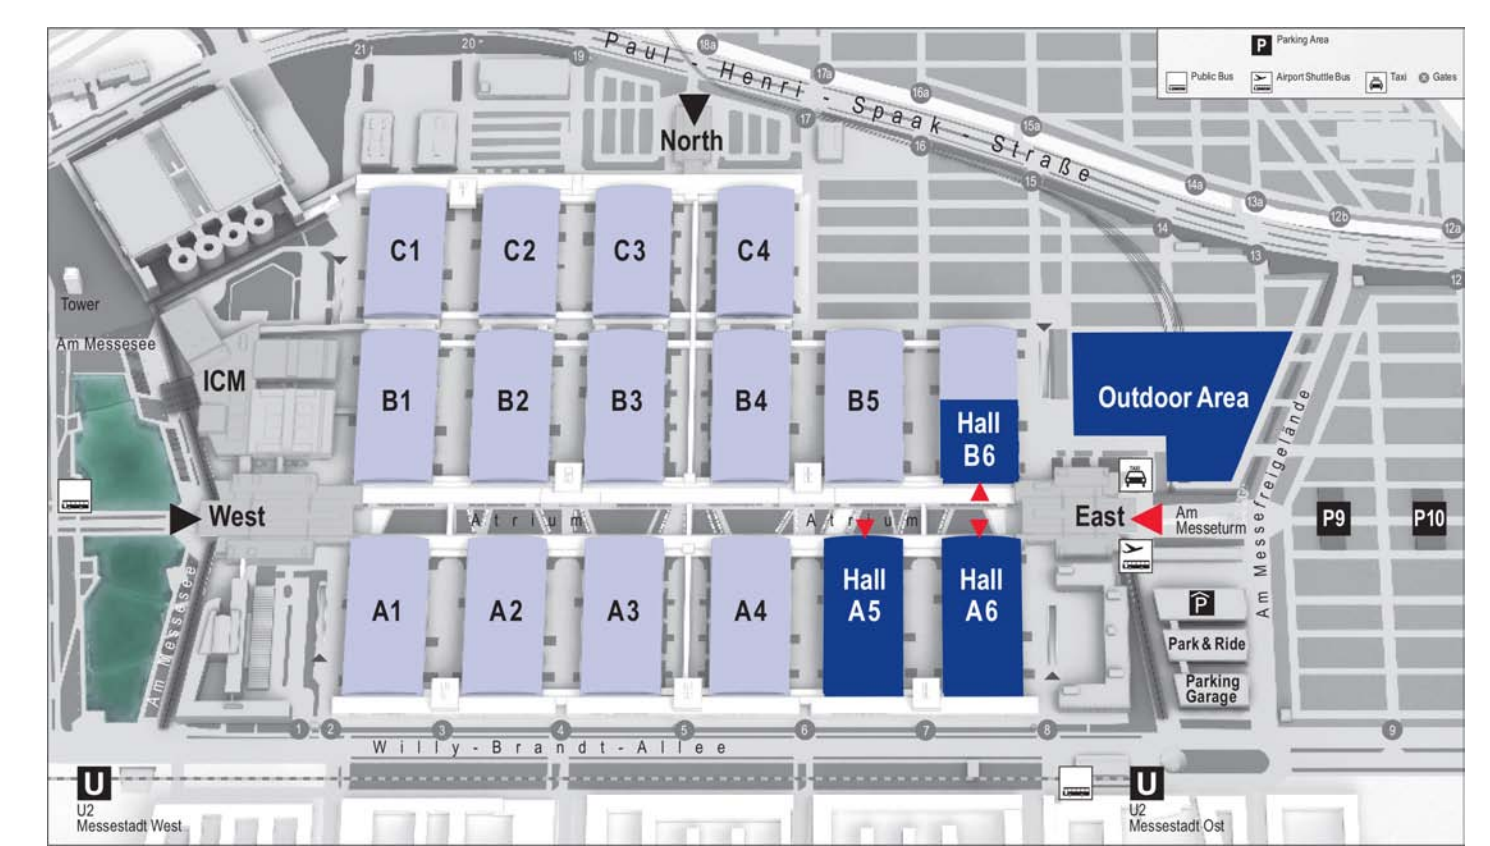 P Parking Area
Public Bus
Airport Shuttle Bus
TAXI Taxi
Gates
21
20
19
18a
17a
17
16a
16
15a
15
14a
14
13a
13
12b
12a
12
Paul-Henri-Spaak-Straße
North
C1
C2
C3
C4
Tower
Am Messesee
ICM
B1
B2
B3
B4
B5
Hall
B6
Outdoor Area
Am Messefreigelände
TAXI
West
Atrium
Atrium
East
Am
Messeturm
P9
P10
A1
A2
A3
A4
Hall
A5
Hall
A6
Am Messesee
P
Park & Ride
Parking
Garage
1
2
3
4
5
6
7
8
9
Willy-Brandt-Allee
U
U2
Messestadt West
U
U2
Messestadt Ost